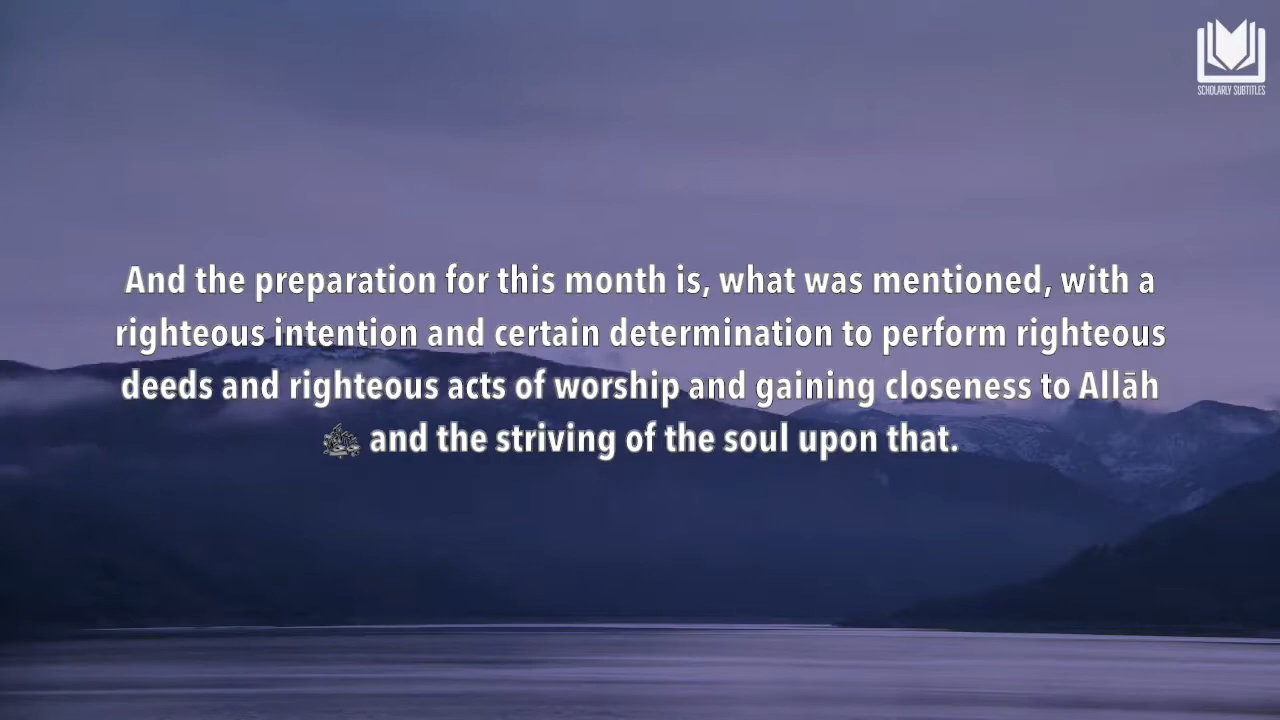 SCHOLARLY SUBTITLES
And the preparation for this month is, what was mentioned, with a
righteous intention and certain determination to perform righteous
deeds and righteous acts of worship and gaining closeness to Allāh
and the striving of the soul upon that.